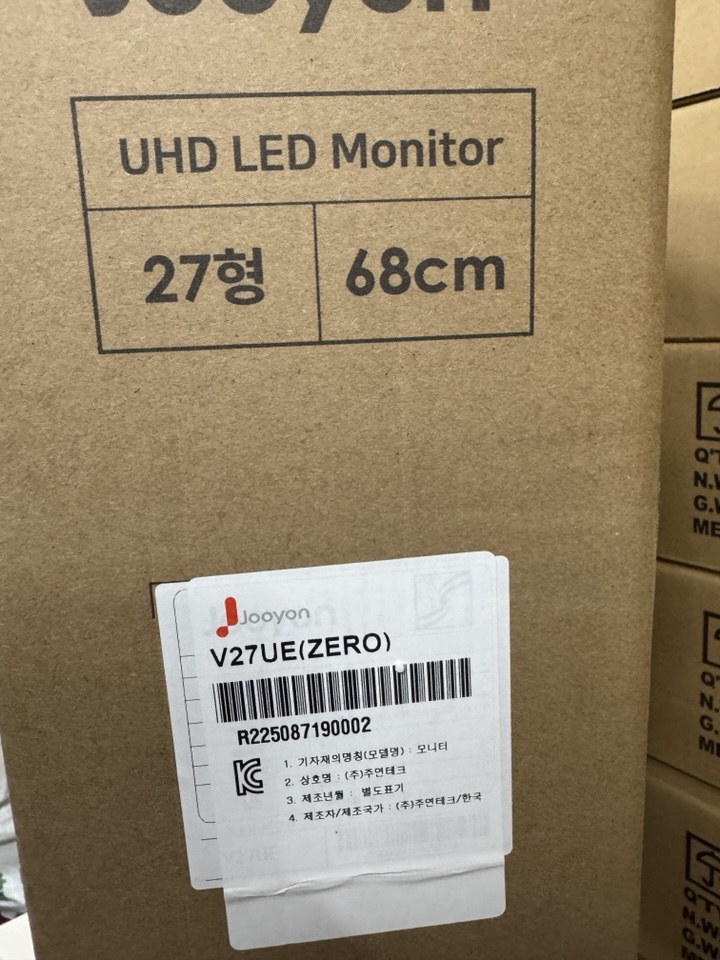 Jooyon
UHD LED Monitor
27형
68cm
Jooyon
V27UE(ZERO)
R225087190002
1. 기자재의명칭(모델명) : 모니터
2. 상호명 : (주)주연테크
3. 제조년월 : 별도표기
4. 제조자/제조국가 : (주)주연테크/한국
V27UE
Q'T
N.W
G.W
ME
Q'T
N.
G.
M
Q'T
N.W
G.W
ME